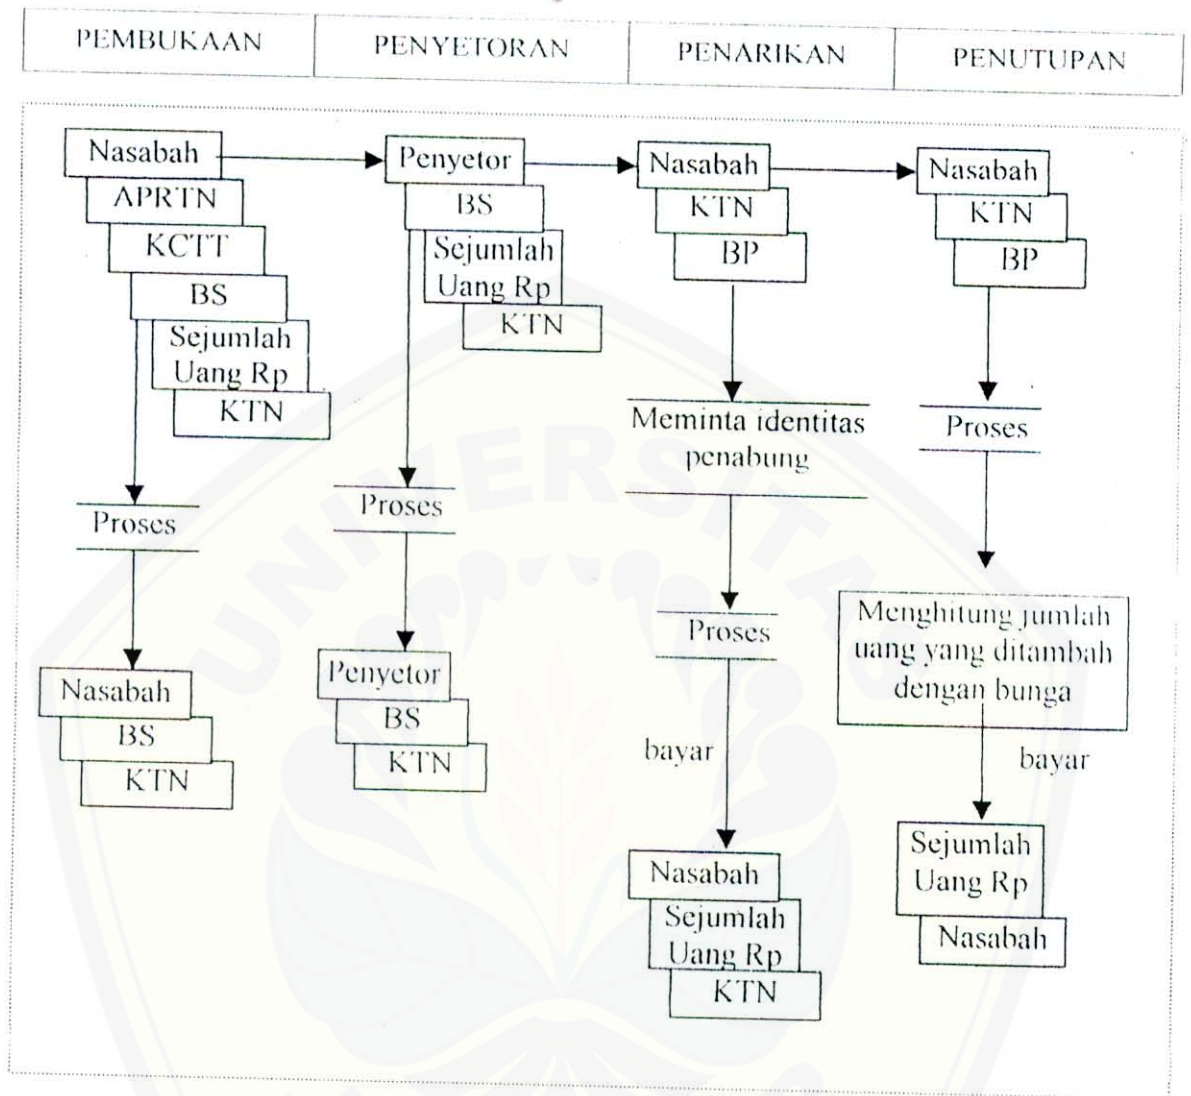 PEMBUKAAN
PENYETORAN
PENARIKAN
PENUTUPAN
Nasabah
APRTN
KCTT
BS
Sejumlah
Uang Rp
KTN
Proses
Nasabah
BS
KTN
Penyetor
BS
Sejumlah
Uang Rp
KTN
Proses
Penyetor
BS
KTN
Nasabah
KTN
BP
Meminta identitas
penabung
Proses
bayar
Nasabah
Sejumlah
Uang Rp
KTN
Nasabah
KTN
BP
Proses
Menghitung jumlah
uang yang ditambah
dengan bunga
bayar
Sejumlah
Uang Rp
Nasabah
UNIVERSITAS